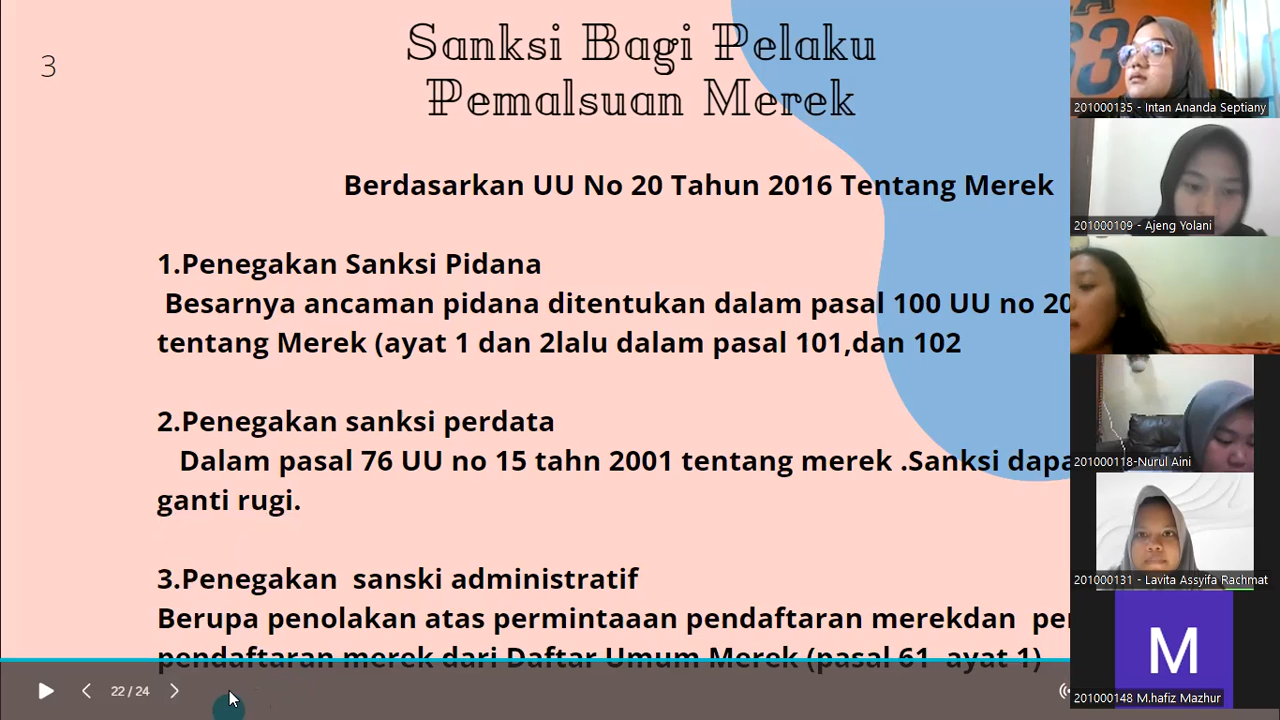 3
Sanksi Bagi Pelaku
Pemalsuan Merek
Berdasarkan UU No 20 Tahun 2016 Tentang Merek
1.Penegakan Sanksi Pidana
Besarnya ancaman pidana ditentukan dalam pasal 100 UU no 20
tentang Merek (ayat 1 dan 2lalu dalam pasal 101,dan 102
2.Penegakan sanksi perdata
Dalam pasal 76 UU no 15 tahn 2001 tentang merek .Sanksi dapa
ganti rugi.
3.Penegakan sanski administratif
Berupa penolakan atas permintaaan pendaftaran merekdan
pendaftaran merek dari Daftar Umum Merek (pasal 61 ayat 1)
22 / 24
201000135 - Intan Ananda Septiany
201000109 - Ajeng Yolani
201000118-Nurul Aini
201000131 - Lavita Assyifa Rachmat
M
201000148 M.hafiz Mazhur